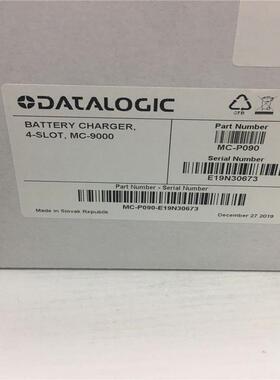 DATALOGIC
BATTERY CHARGER,
4-SLOT, MC-9000
Part Number
MC-P090
Serial Number
E19N30673
Part Number - Serial Number
MC-P090-E19N30673
Made in Slovak Republik
December 27 2019